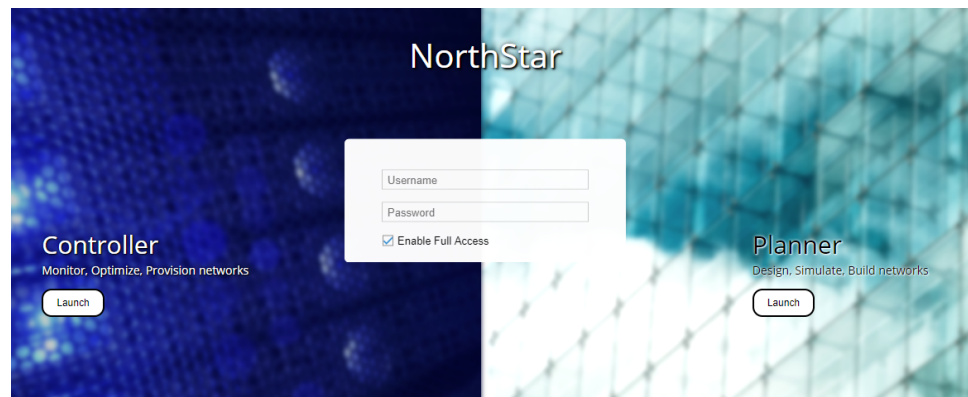 NorthStar
Username
Password
Enable Full Access
Controller
Monitor, Optimize, Provision networks
Launch
Planner
Design, Simulate, Build networks
Launch